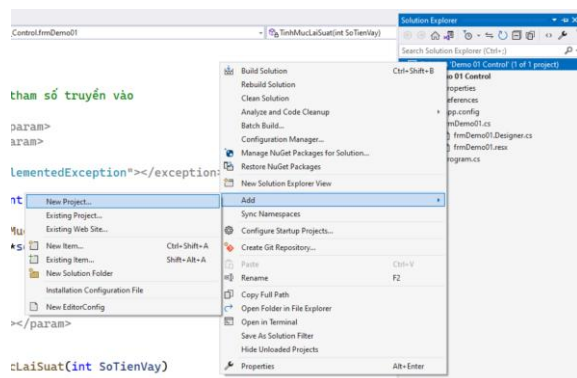 _Control.frmDemo01
TinhMucLaiSuat(int SoTienVay)
Solution Explorer
Search Solution Explorer (Ctrl+;)
'Demo 01 Control' (1 of 1 project)
o 01 Control
roperties
eferences
pp.config
rmDemo01.cs
frmDemo01.Designer.cs
frmDemo01.resx
rogram.cs
tham số truyền vào
param>
aram>
lementedException"></exception>
nt
Mu
*s
></param>
cLaiSuat(int SoTienVay)
Build Solution Ctrl+Shift+B
Rebuild Solution
Clean Solution
Analyze and Code Cleanup
Batch Build...
Configuration Manager...
Manage NuGet Packages for Solution...
Restore NuGet Packages
New Solution Explorer View
Add
Sync Namespaces
Configure Startup Projects...
Create Git Repository...
Paste Ctrl+V
Rename F2
Copy Full Path
Open Folder in File Explorer
Open in Terminal
Save As Solution Filter
Hide Unloaded Projects
Properties Alt+Enter
New Project...
Existing Project...
Existing Web Site...
New Item... Ctrl+Shift+A
Existing Item... Shift+Alt+A
New Solution Folder
Installation Configuration File
New EditorConfig